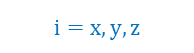 i = x, y, z